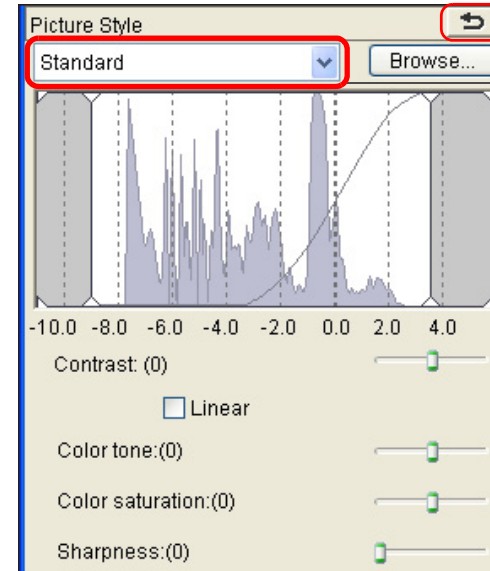 Picture Style
Standard
Browse...
-10.0 -8.0 -6.0 -4.0 -2.0 0.0 2.0 4.0
Contrast: (0)
Linear
Color tone:(0)
Color saturation:(0)
Sharpness:(0)